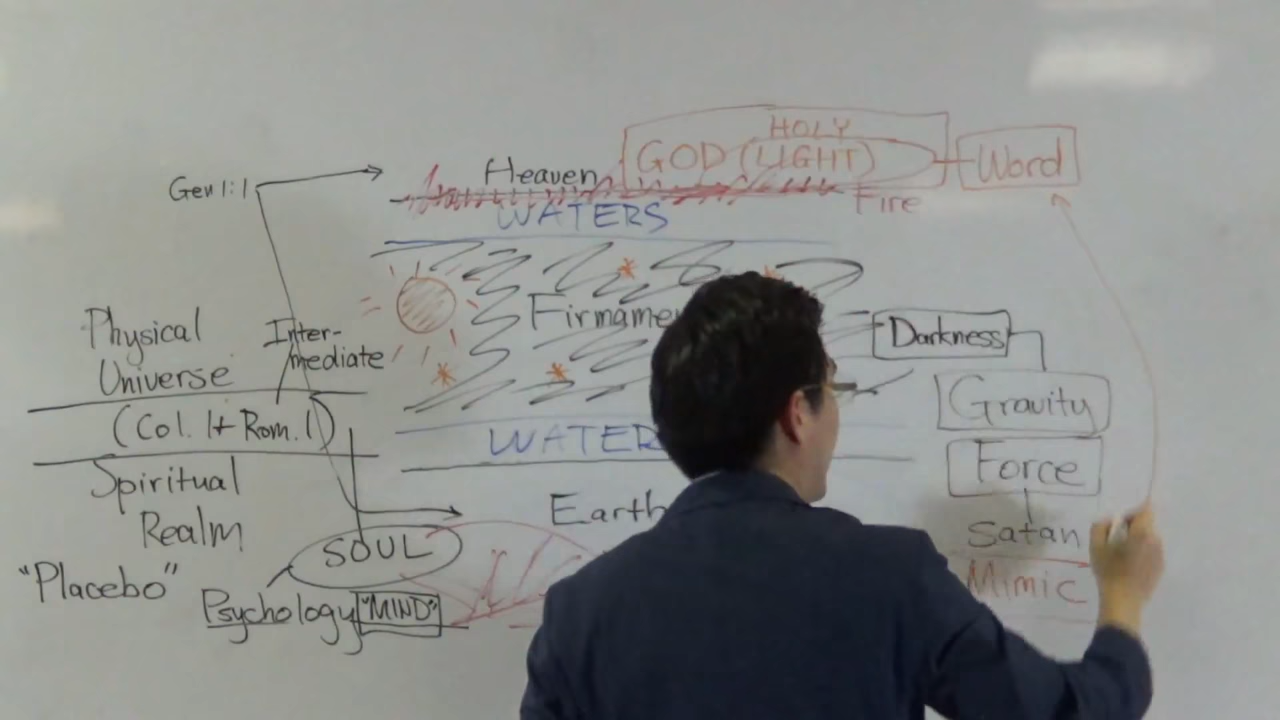 HOLY
GOD (LIGHT)
Word
Heaven
Gen 1:1
Fire
WATERS
Physical
Universe
Inter-
mediate
Firmame
Darkness
Gravity
(Col. 1 + Rom. 1)
WATER
Force
Spiritual
Realm
Earth
Satan
SOUL
Mimic
"Placebo"
Psychology "MIND"